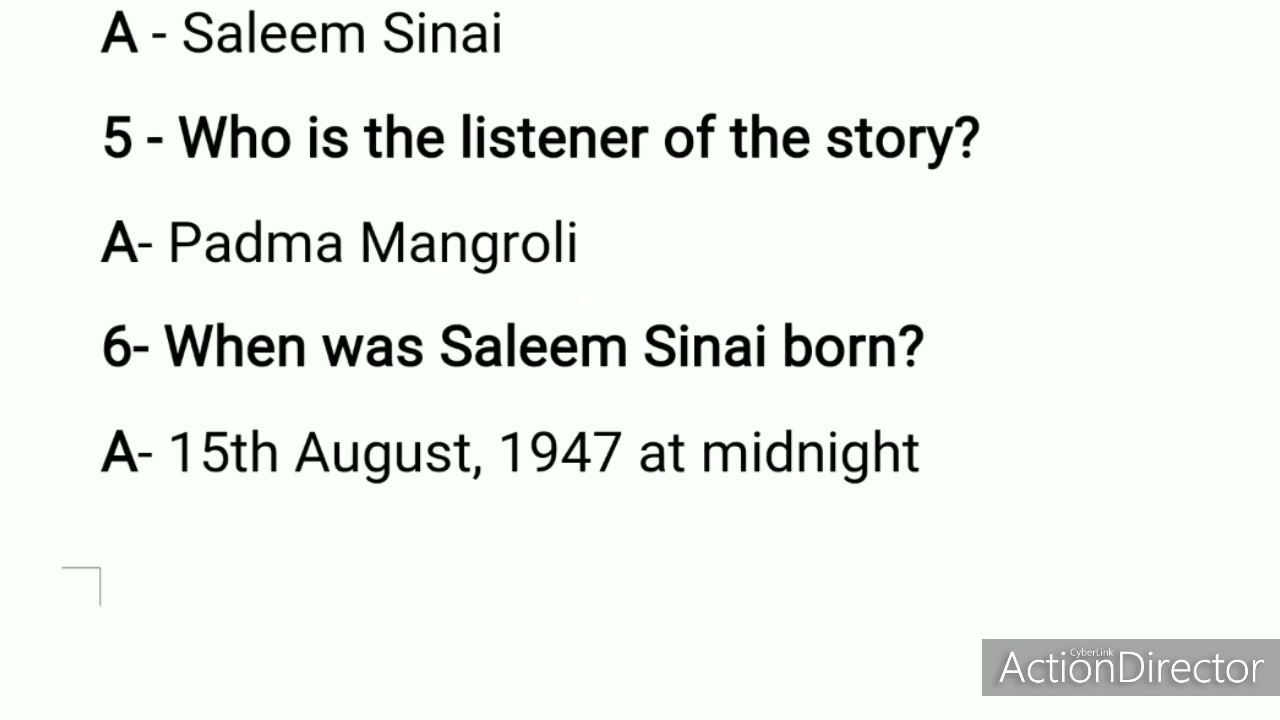 A - Saleem Sinai
5 - Who is the listener of the story?
A- Padma Mangroli
6- When was Saleem Sinai born?
A- 15th August, 1947 at midnight
CyberLink
ActionDirector